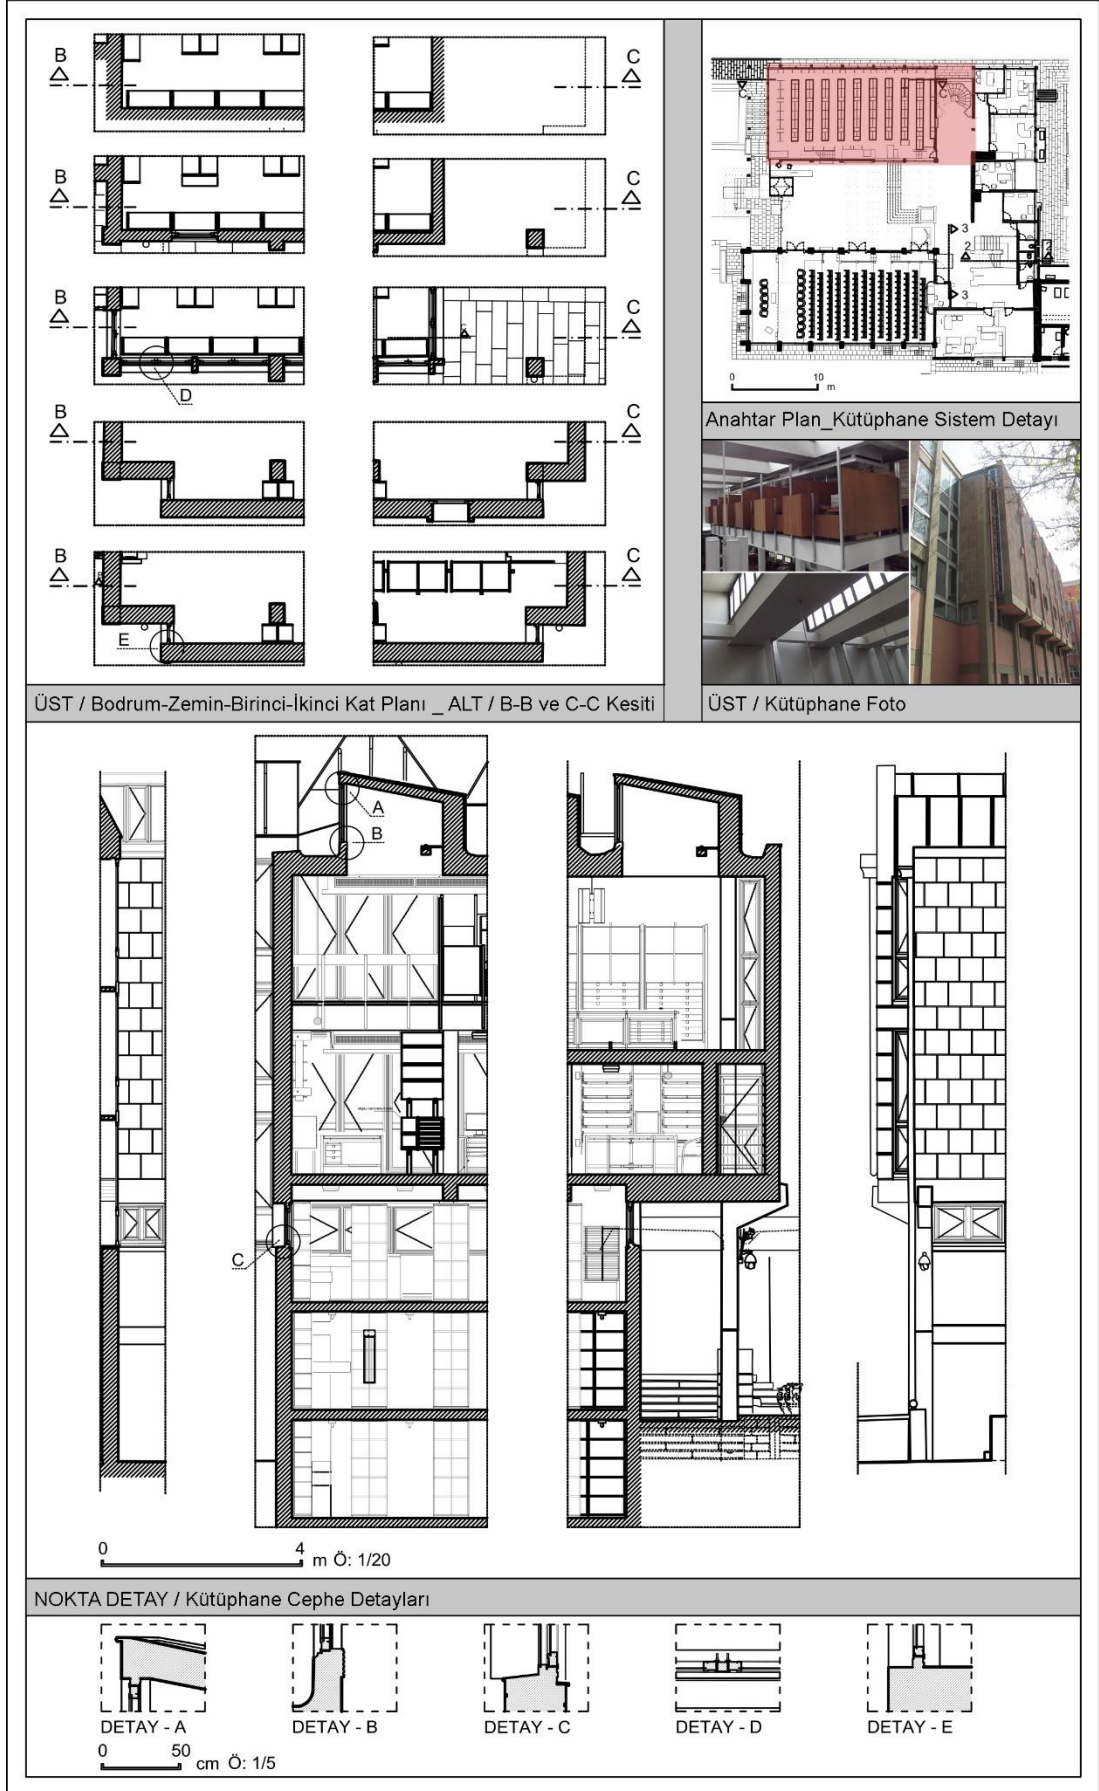 B
C
B
C
B
C
D
B
C
B
C
E
ÜST / Bodrum-Zemin-Birinci-İkinci Kat Planı _ ALT / B-B ve C-C Kesiti
C
C
3
2
2
3
0 10
m
Anahtar Plan_Kütüphane Sistem Detayı
ÜST / Kütüphane Foto
A
B
C
0 4
m Ö: 1/20
NOKTA DETAY / Kütüphane Cephe Detayları
DETAY - A
DETAY - B
DETAY - C
DETAY - D
DETAY - E
0 50
cm Ö: 1/5